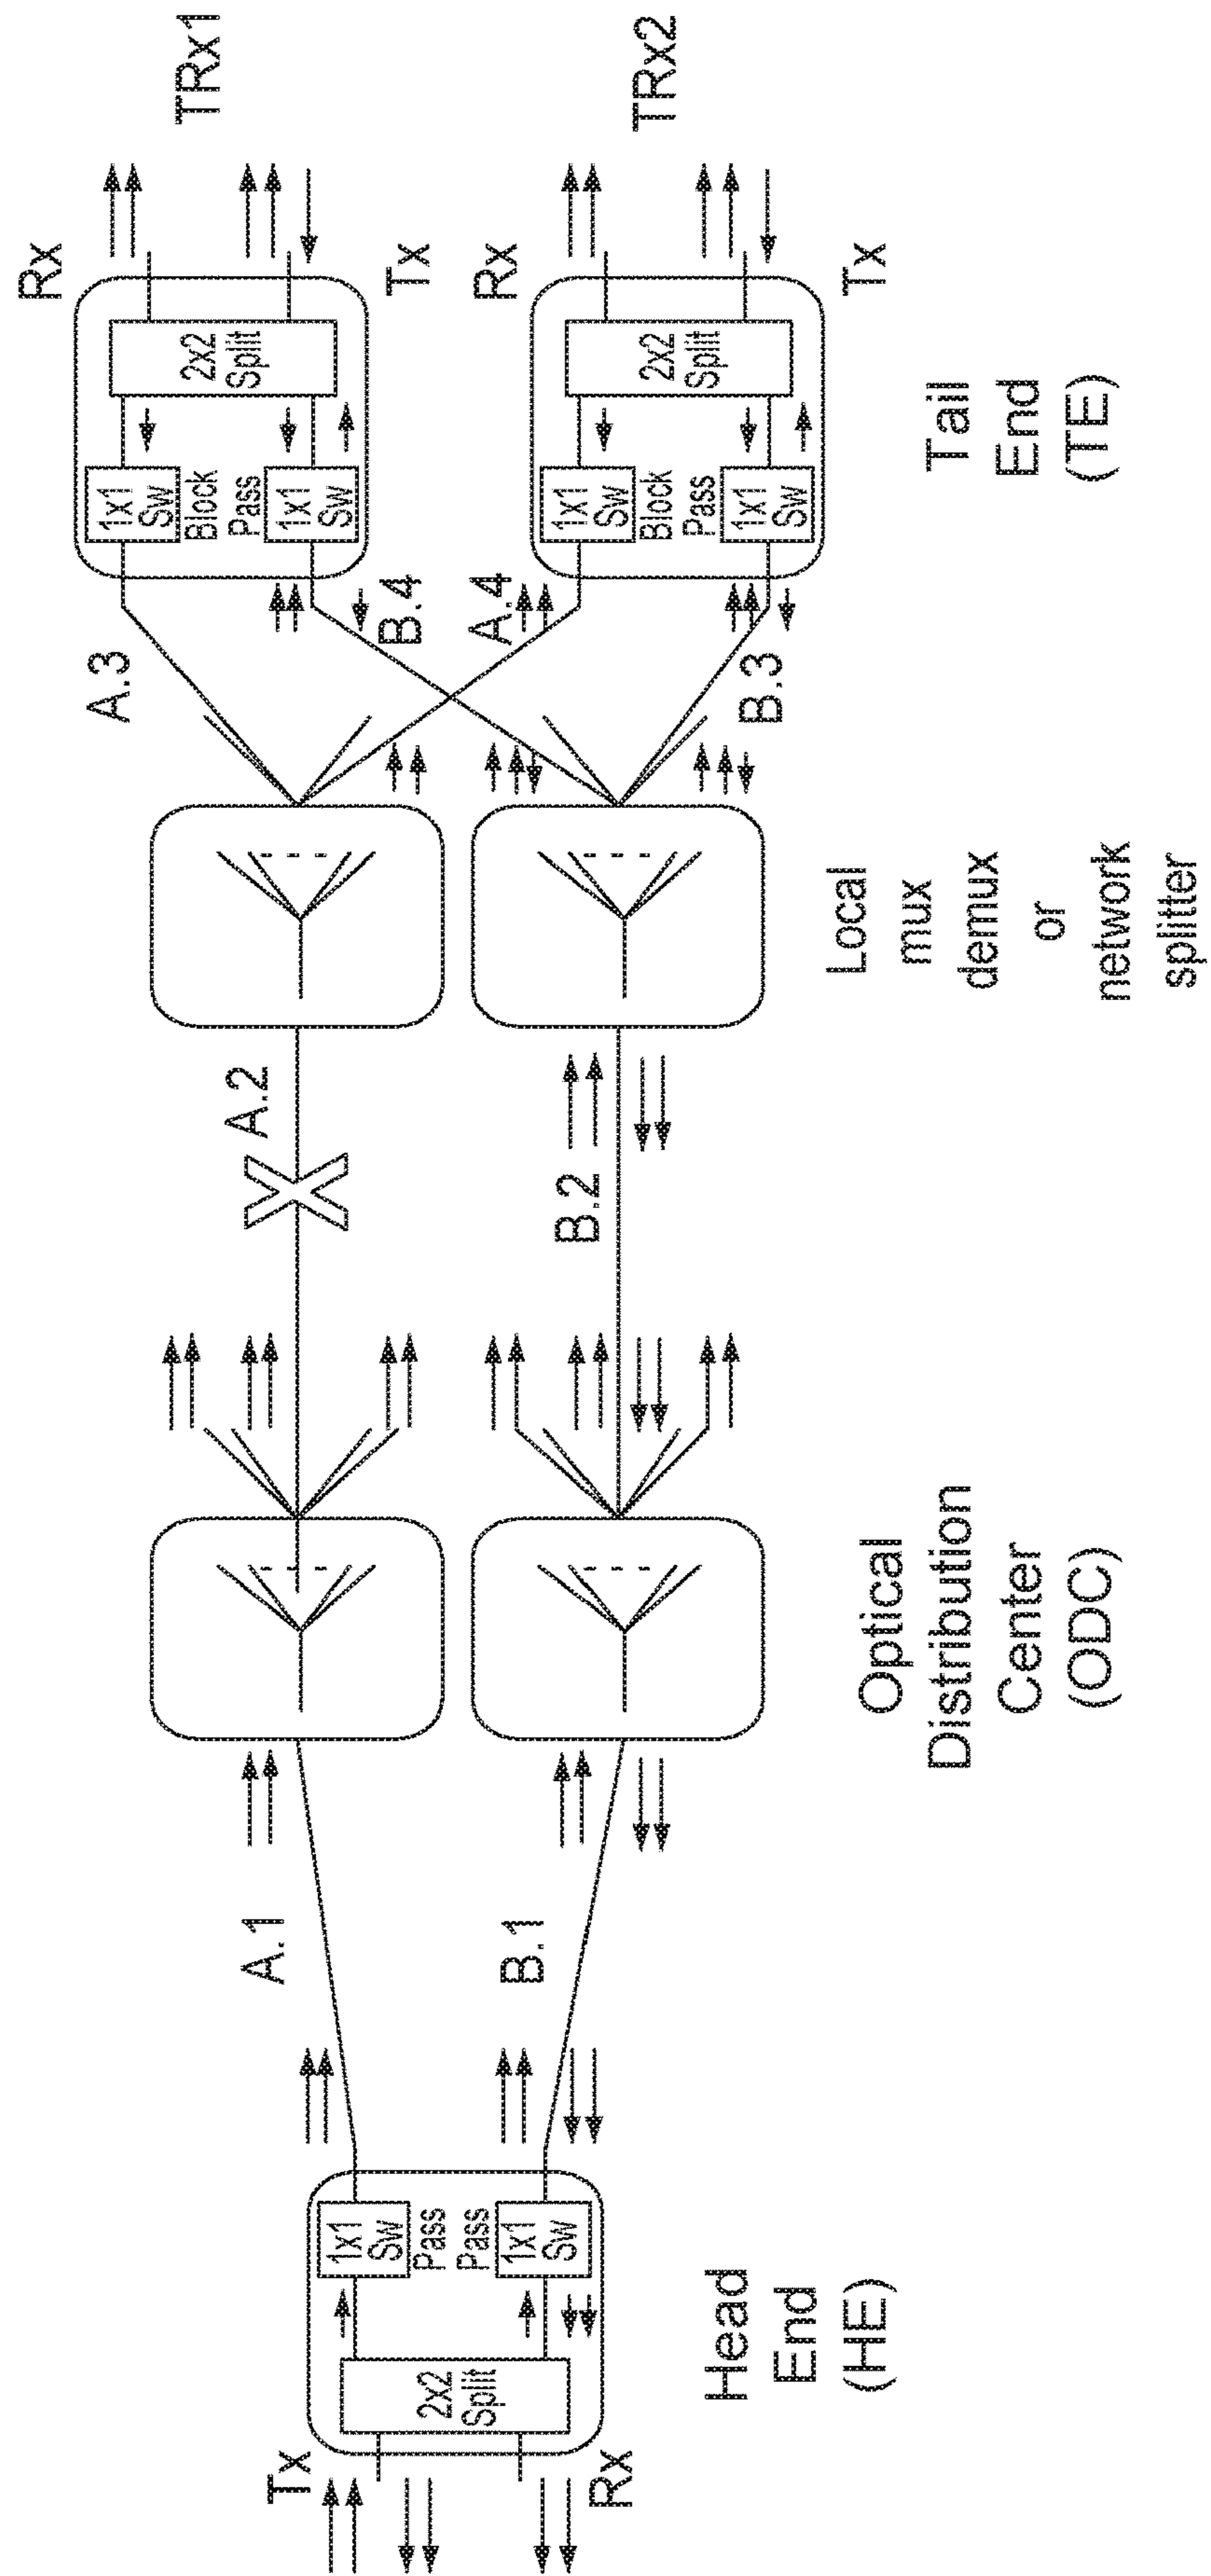 Tx
Rx
2x2
Split
1x1
Sw
Pass
Pass
1x1
Sw
Head
End
(HE)
A.1
B.1
Optical
Distribution
Center
(ODC)
X
A.2
B.2
Local
mux
demux
or
network
splitter
A.3
B.4
A.4
B.3
1x1
Sw
Block
Pass
1x1
Sw
2x2
Split
Rx
Tx
TRx1
1x1
Sw
Block
Pass
1x1
Sw
2x2
Split
Rx
Tx
TRx2
Tail
End
(TE)